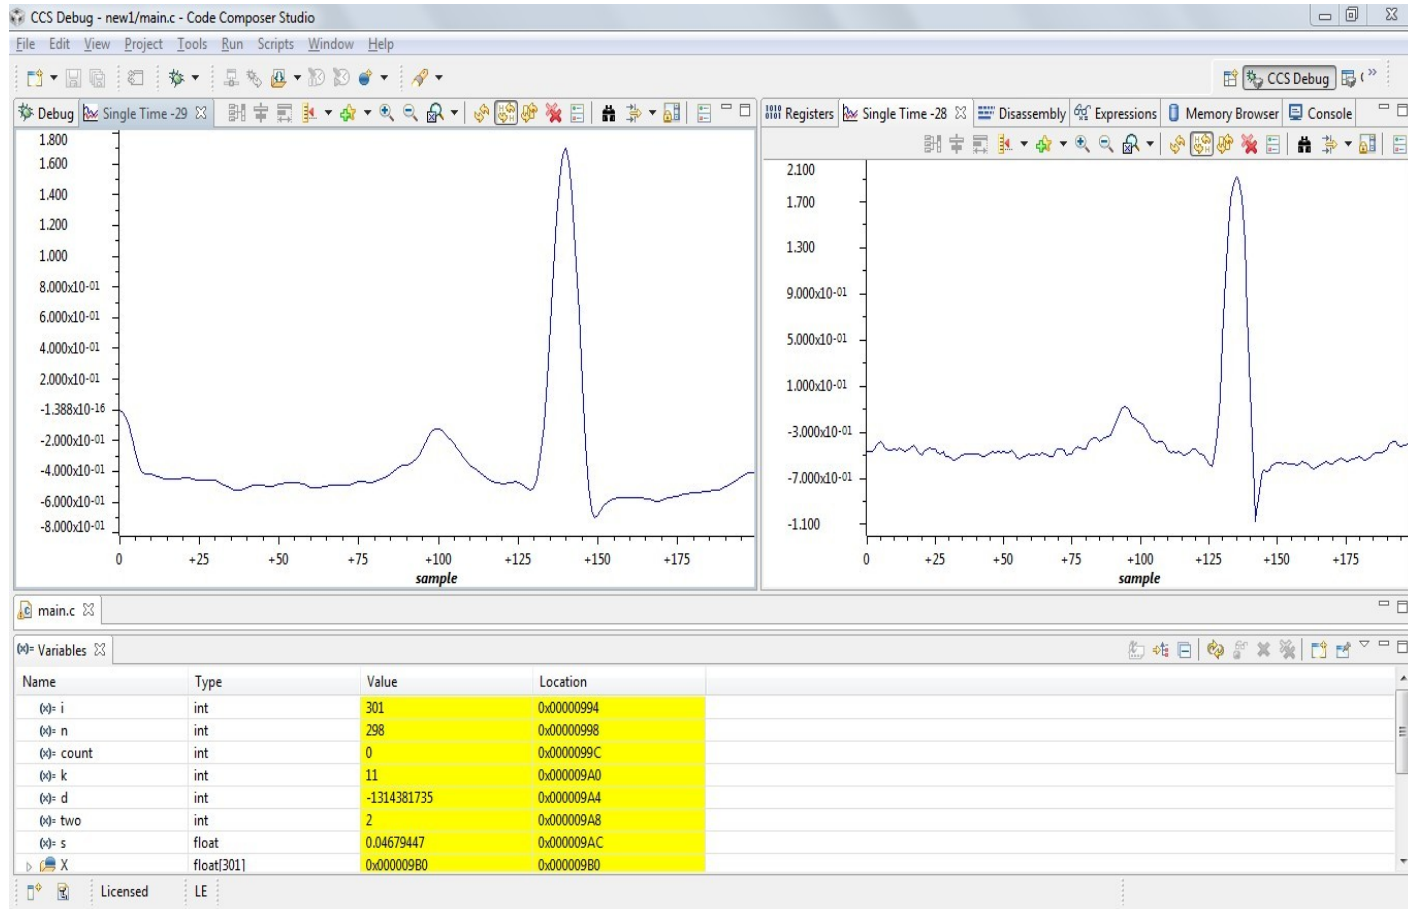 CCS Debug - new1/main.c - Code Composer Studio
File Edit View Project Tools Run Scripts Window Help
CCS Debug
Debug Single Time -29
Registers Single Time -28 Disassembly Expressions Memory Browser Console
1.800
1.600
1.400
1.200
1.000
8.000x10-01
6.000x10-01
4.000x10-01
2.000x10-01
-1.388x10-16
-2.000x10-01
-4.000x10-01
-6.000x10-01
-8.000x10-01
0 +25 +50 +75 +100 +125 +150 +175
sample
2.100
1.700
1.300
9.000x10-01
5.000x10-01
1.000x10-01
-3.000x10-01
-7.000x10-01
-1.100
0 +25 +50 +75 +100 +125 +150 +175
sample
main.c
(x)= Variables
Name Type Value Location
(x)= i int 301 0x00000994
(x)= n int 298 0x00000998
(x)= count int 0 0x0000099C
(x)= k int 11 0x000009A0
(x)= d int -1314381735 0x000009A4
(x)= two int 2 0x000009A8
(x)= s float 0.04679447 0x000009AC
X float[301] 0x000009B0 0x000009B0
Licensed LE